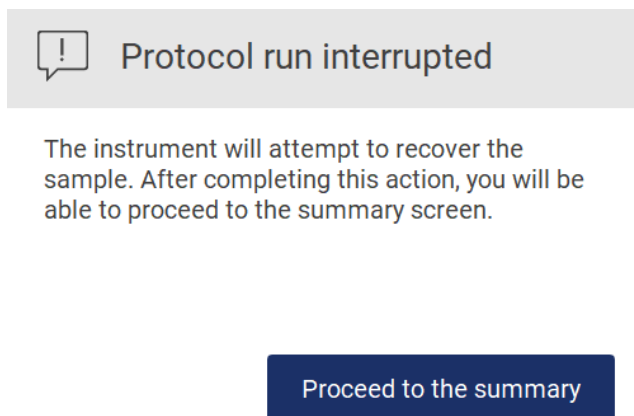 Protocol run interrupted
The instrument will attempt to recover the
sample. After completing this action, you will be
able to proceed to the summary screen.
Proceed to the summary